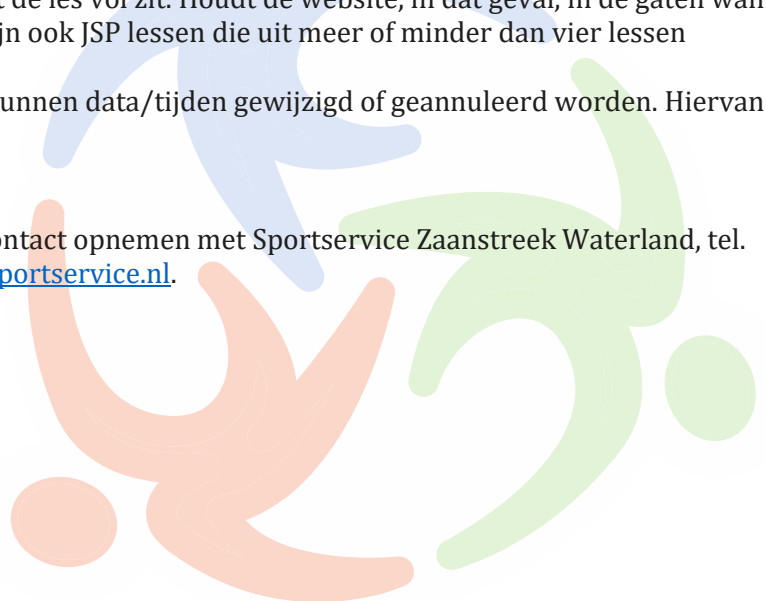 de les vol zit. Houdt de website, in dat geval, in de gaten wan
ijn ook JSP lessen die uit meer of minder dan vier lessen
unnen data/tijden gewijzigd of geannuleerd worden. Hiervan
ontact opnemen met Sportservice Zaanstreek Waterland, tel.
portservice.nl.